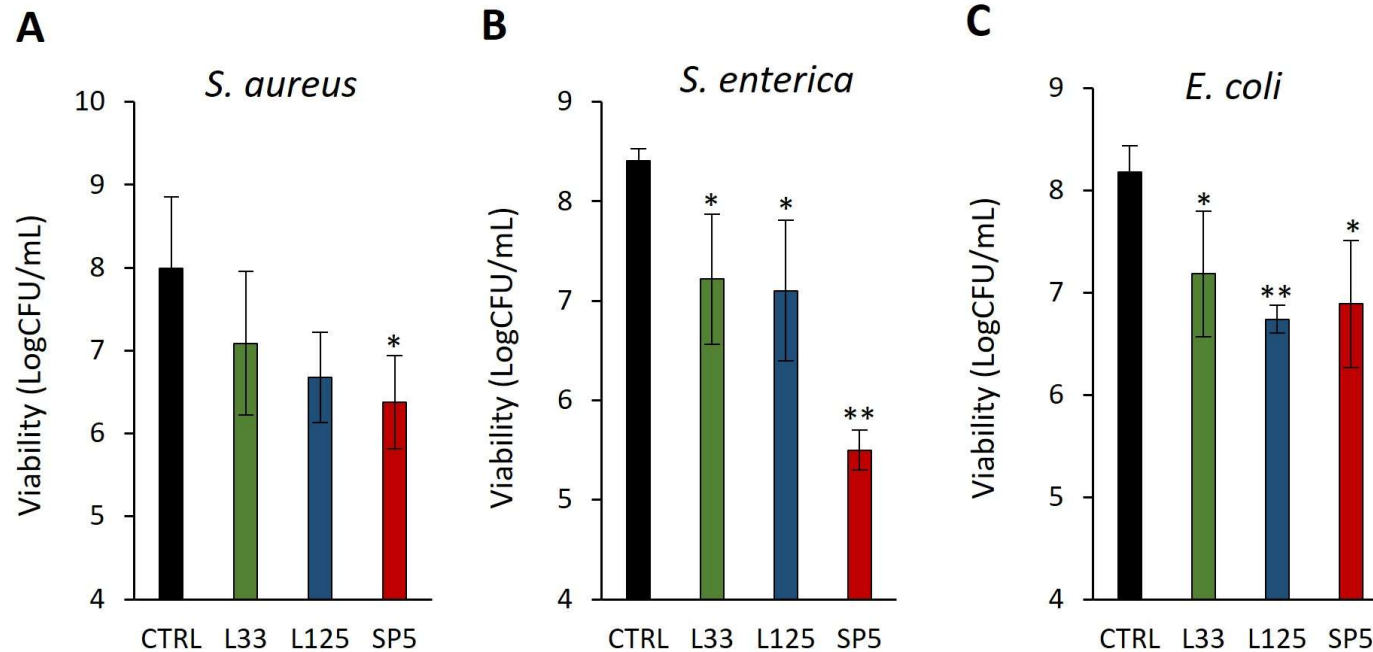 A
S. aureus
Viability (LogCFU/mL)
10
9
8
7
6
5
4
*
CTRL L33 L125 SP5
B
S. enterica
Viability (LogCFU/mL)
9
8
7
6
5
4
*
*
**
CTRL L33 L125 SP5
C
E. coli
Viability (LogCFU/mL)
9
8
7
6
5
4
*
**
*
CTRL L33 L125 SP5